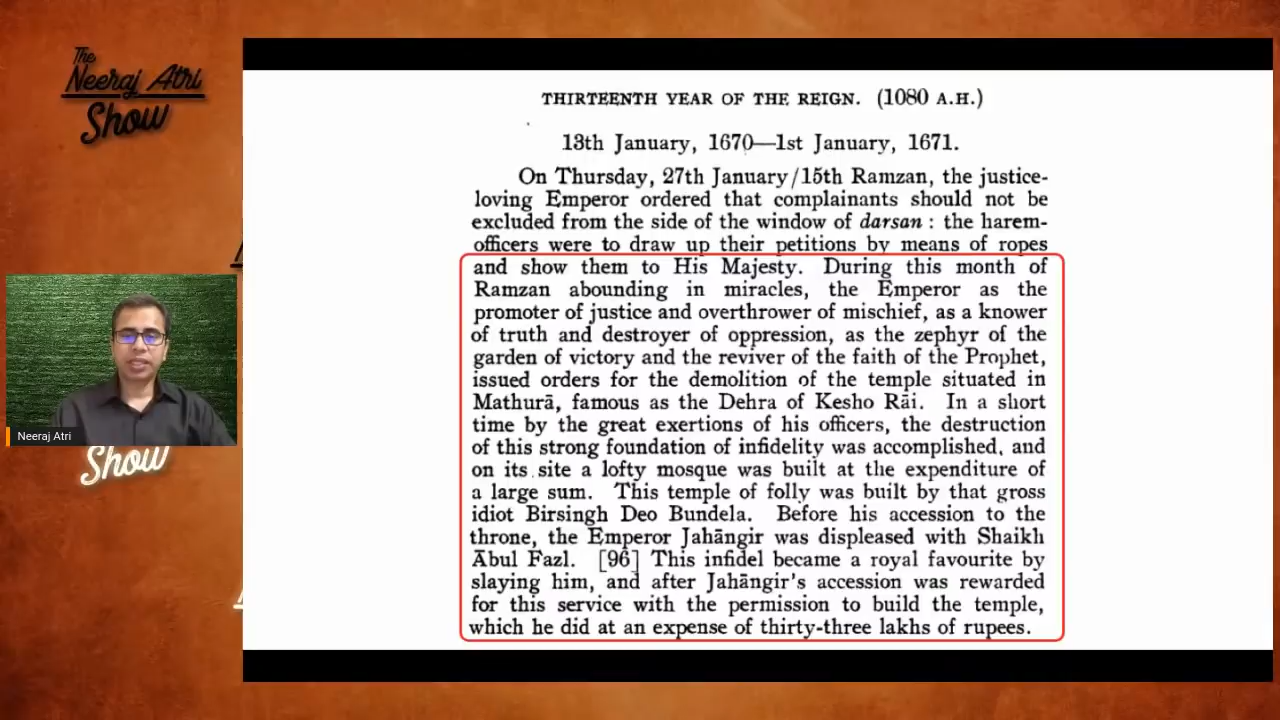 The
Neeraj Atri
Show
THIRTEENTH YEAR OF THE REIGN. (1080 A.H.)
13th January, 1670—1st January, 1671.
On Thursday, 27th January/15th Ramzan, the justice-
loving Emperor ordered that complainants should not be
excluded from the side of the window of darsan : the harem-
officers were to draw up their petitions by means of ropes
and show them to His Majesty. During this month of
Ramzan abounding in miracles, the Emperor as the
promoter of justice and overthrower of mischief, as a knower
of truth and destroyer of oppression, as the zephyr of the
garden of victory and the reviver of the faith of the Prophet,
issued orders for the demolition of the temple situated in
Mathurā, famous as the Dehra of Kesho Rāi. In a short
time by the great exertions of his officers, the destruction
of this strong foundation of infidelity was accomplished, and
on its site a lofty mosque was built at the expenditure of
a large sum. This temple of folly was built by that gross
idiot Birsingh Deo Bundela. Before his accession to the
throne, the Emperor Jahāngir was displeased with Shaikh
Ābul Fazl. [96] This infidel became a royal favourite by
slaying him, and after Jahāngir's accession was rewarded
for this service with the permission to build the temple,
which he did at an expense of thirty-three lakhs of rupees.
Neeraj Atri
Show